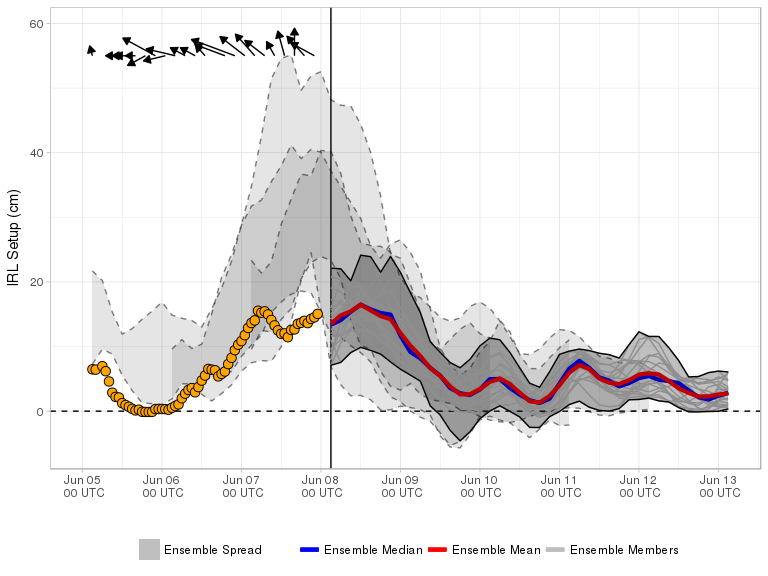 60
40
20
0
IRL Setup (cm)
Jun 05 Jun 06 Jun 07 Jun 08 Jun 09 Jun 10 Jun 11 Jun 12 Jun 13
00 UTC 00 UTC 00 UTC 00 UTC 00 UTC 00 UTC 00 UTC 00 UTC 00 UTC
Ensemble Spread Ensemble Median Ensemble Mean Ensemble Members